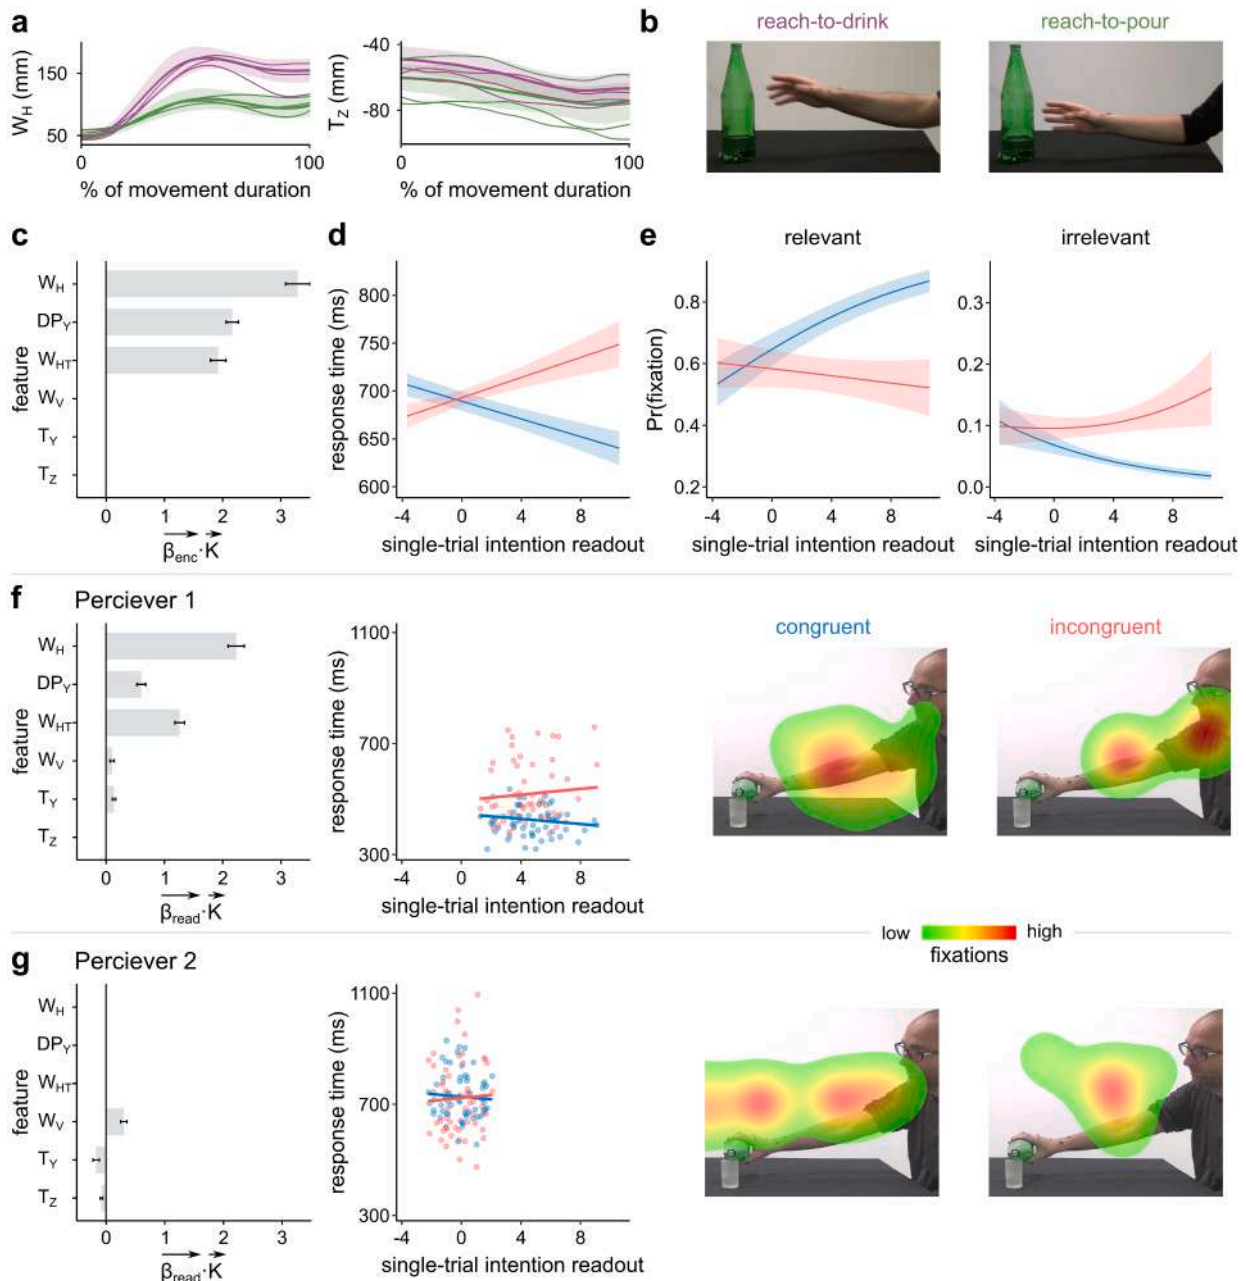 a
W_H (mm)
150
50
0
100
% of movement duration
T_Z (mm)
-40
-80
0
100
% of movement duration
b
reach-to-drink
reach-to-pour
c
feature
W_H
DP_Y
W_HT
W_V
T_Y
T_Z
0 1 2 3
β_enc·K
d
response time (ms)
800
750
700
650
600
-4 0 4 8
single-trial intention readout
e
relevant
Pr(fixation)
0.8
0.6
0.4
0.2
-4 0 4 8
single-trial intention readout
irrelevant
0.3
0.2
0.1
0.0
-4 0 4 8
single-trial intention readout
f
Perciever 1
feature
W_H
DP_Y
W_HT
W_V
T_Y
T_Z
0 1 2 3
β_read·K
response time (ms)
1100
700
300
-4 0 4 8
single-trial intention readout
congruent
incongruent
low
high
fixations
g
Perciever 2
feature
W_H
DP_Y
W_HT
W_V
T_Y
T_Z
0 1 2 3
β_read·K
response time (ms)
1100
700
300
-4 0 4 8
single-trial intention readout